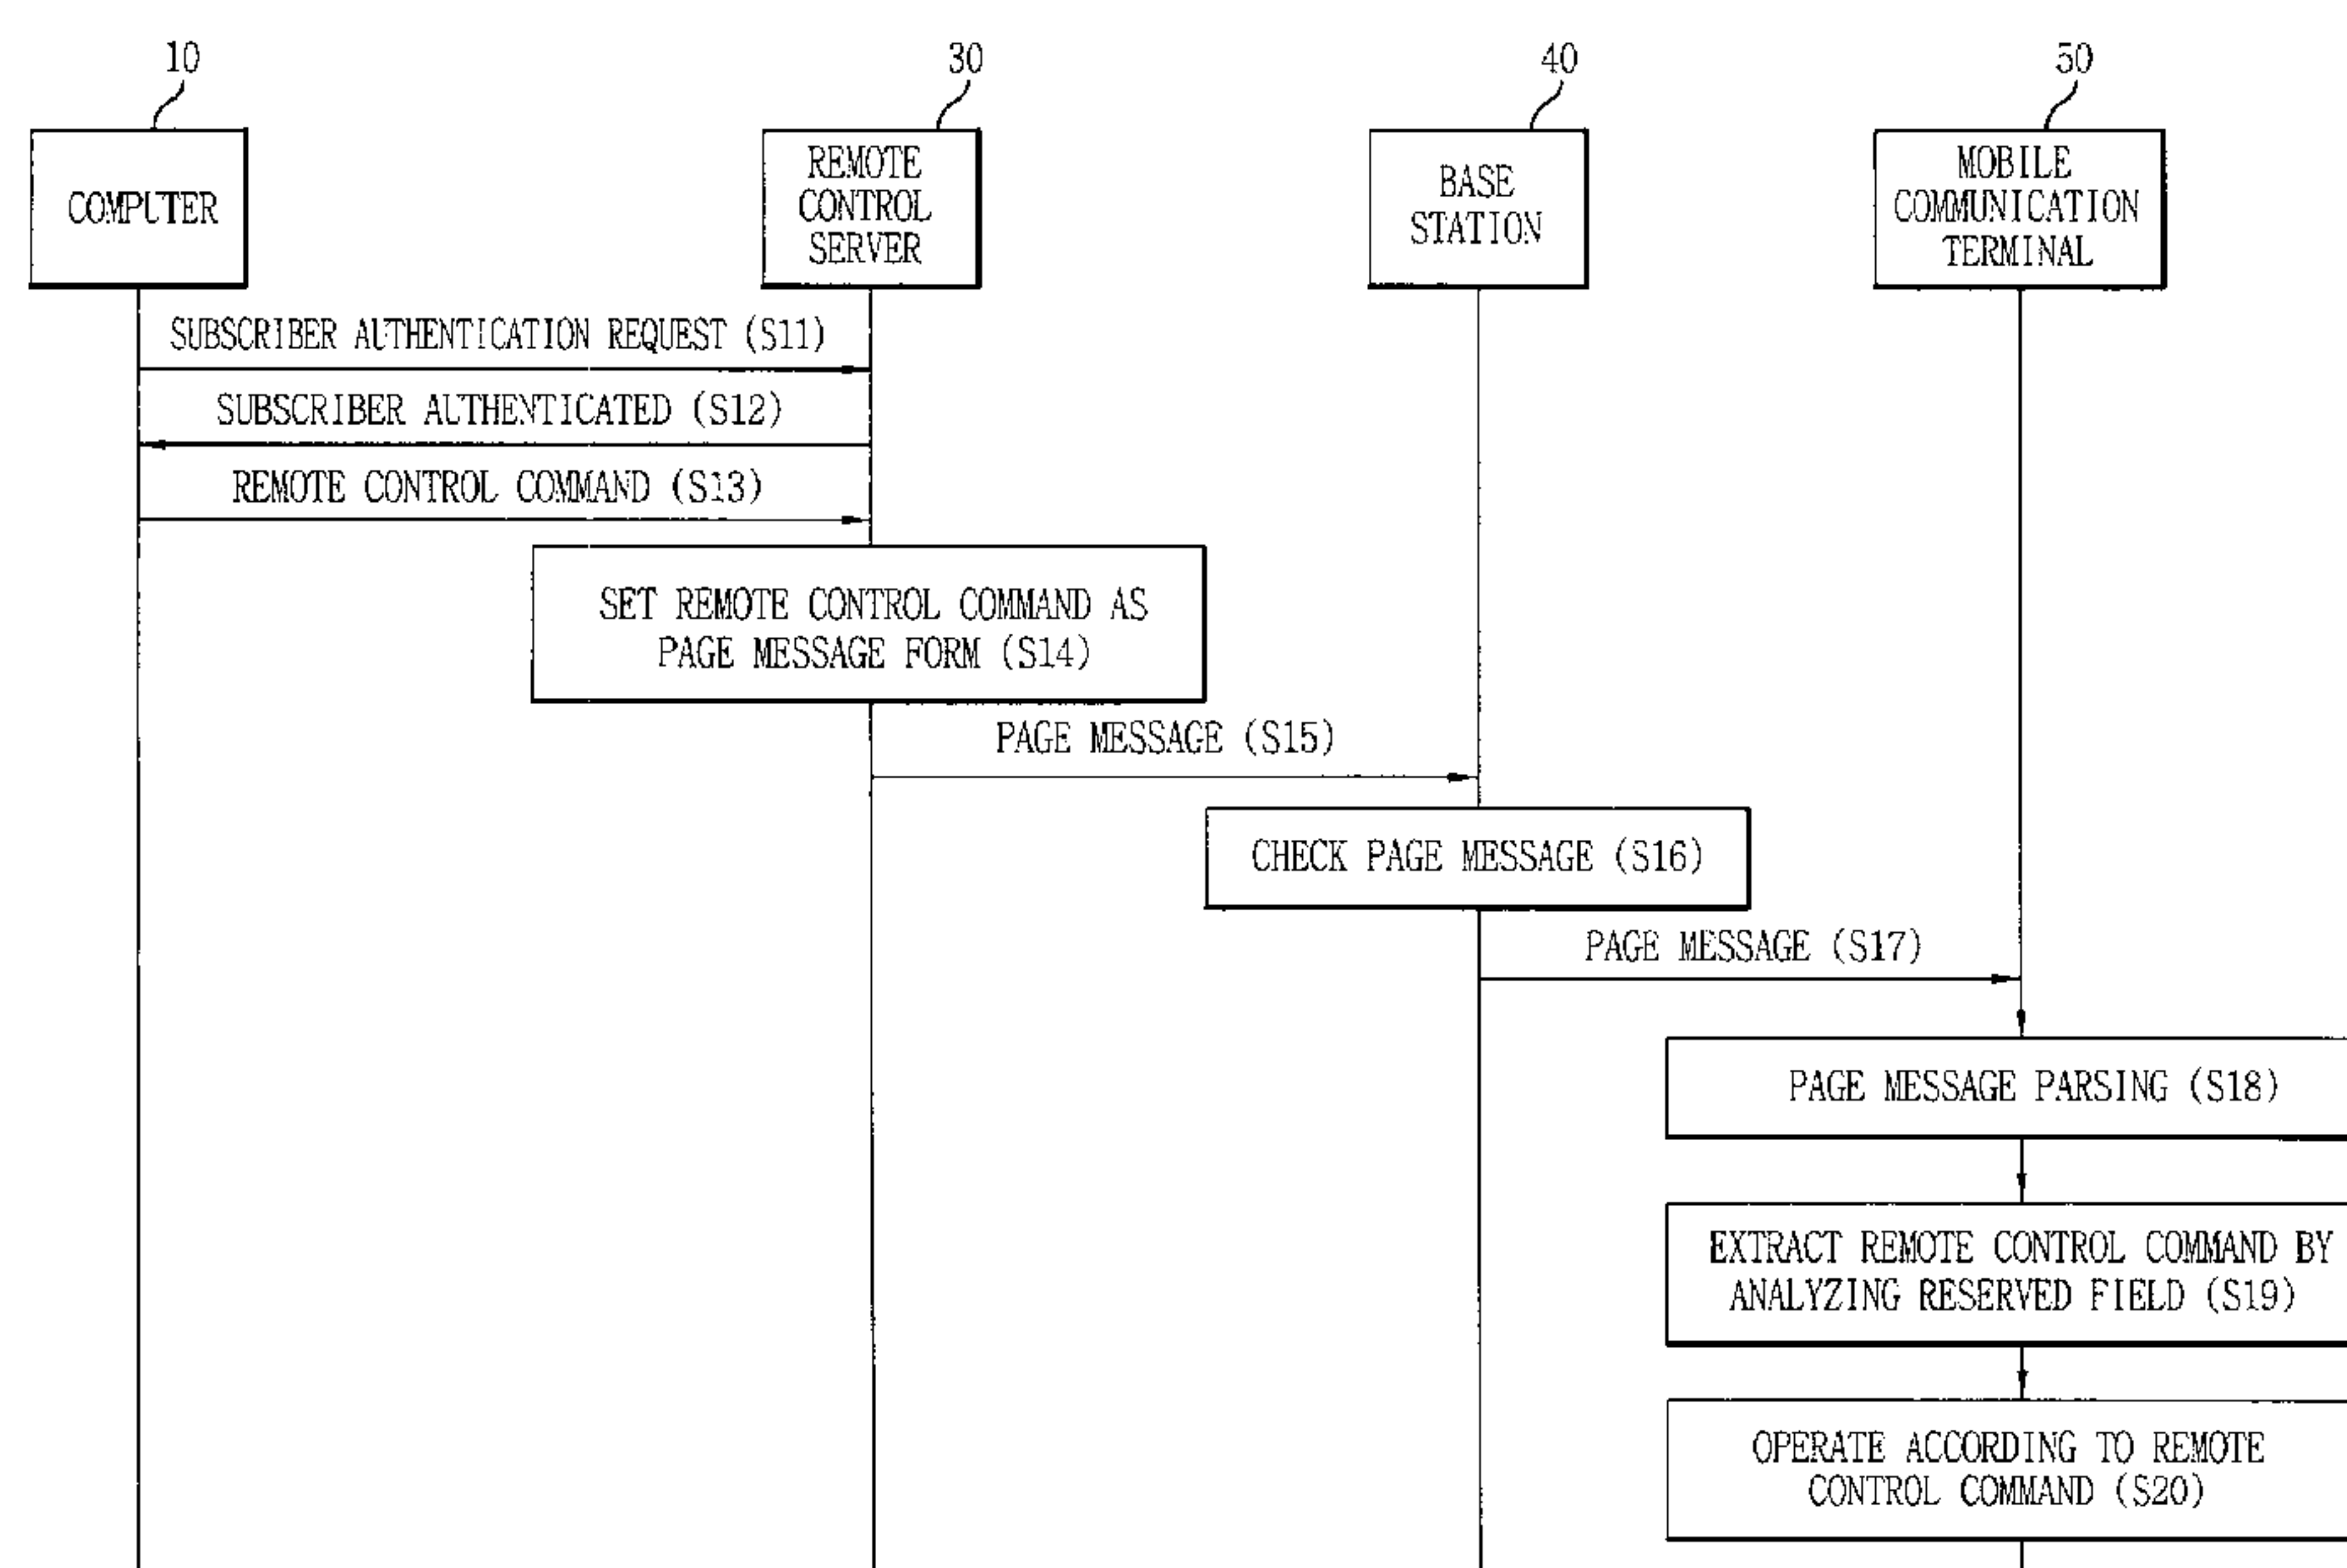 10
30
40
50
COMPUTER
REMOTE
CONTROL
SERVER
BASE
STATION
MOBILE
COMMUNICATION
TERMINAL
SUBSCRIBER AUTHENTICATION REQUEST (S11)
SUBSCRIBER AUTHENTICATED (S12)
REMOTE CONTROL COMMAND (S13)
SET REMOTE CONTROL COMMAND AS
PAGE MESSAGE FORM (S14)
PAGE MESSAGE (S15)
CHECK PAGE MESSAGE (S16)
PAGE MESSAGE (S17)
PAGE MESSAGE PARSING (S18)
EXTRACT REMOTE CONTROL COMMAND BY
ANALYZING RESERVED FIELD (S19)
OPERATE ACCORDING TO REMOTE
CONTROL COMMAND (S20)